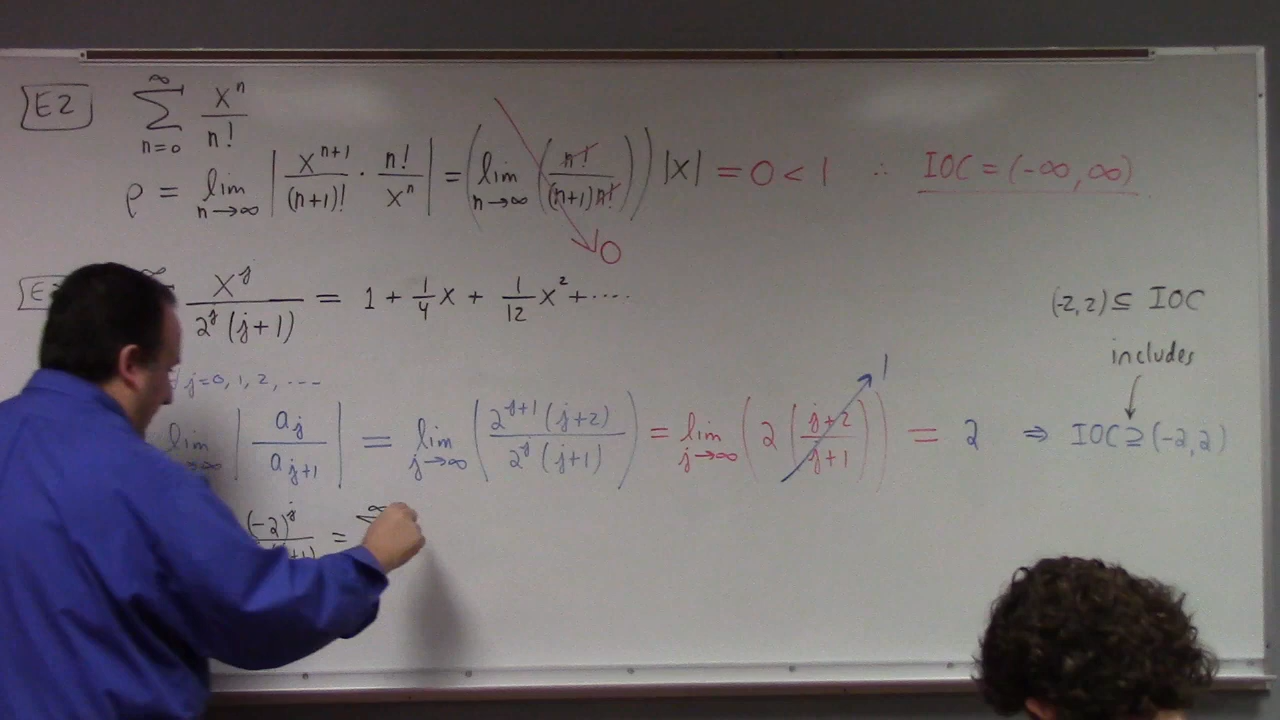 E2 ∞ ∑ n=0 xⁿ/n!
ρ = lim n→∞ | xⁿ⁺¹/(n+1)! · n!/xⁿ | = ( lim n→∞ ( n!/(n+1)n! ) ) |x| = 0 < 1 ∴ IOC = (-∞, ∞)
0
E ∞ xʲ/2ʲ(j+1) = 1 + 1/4 x + 1/12 x² + ····
(-2,2) ⊆ IOC
includes
j=0, 1, 2, ····
1
lim | aⱼ/aⱼ₊₁ | = lim j→∞ ( 2ʲ⁺¹(j+2)/2ʲ(j+1) ) = lim j→∞ ( 2 ( j+2/j+1 ) ) = 2 ⇒ IOC ⊇ (-2,2)
(-2)ʲ/ +1) = ∞ ∑